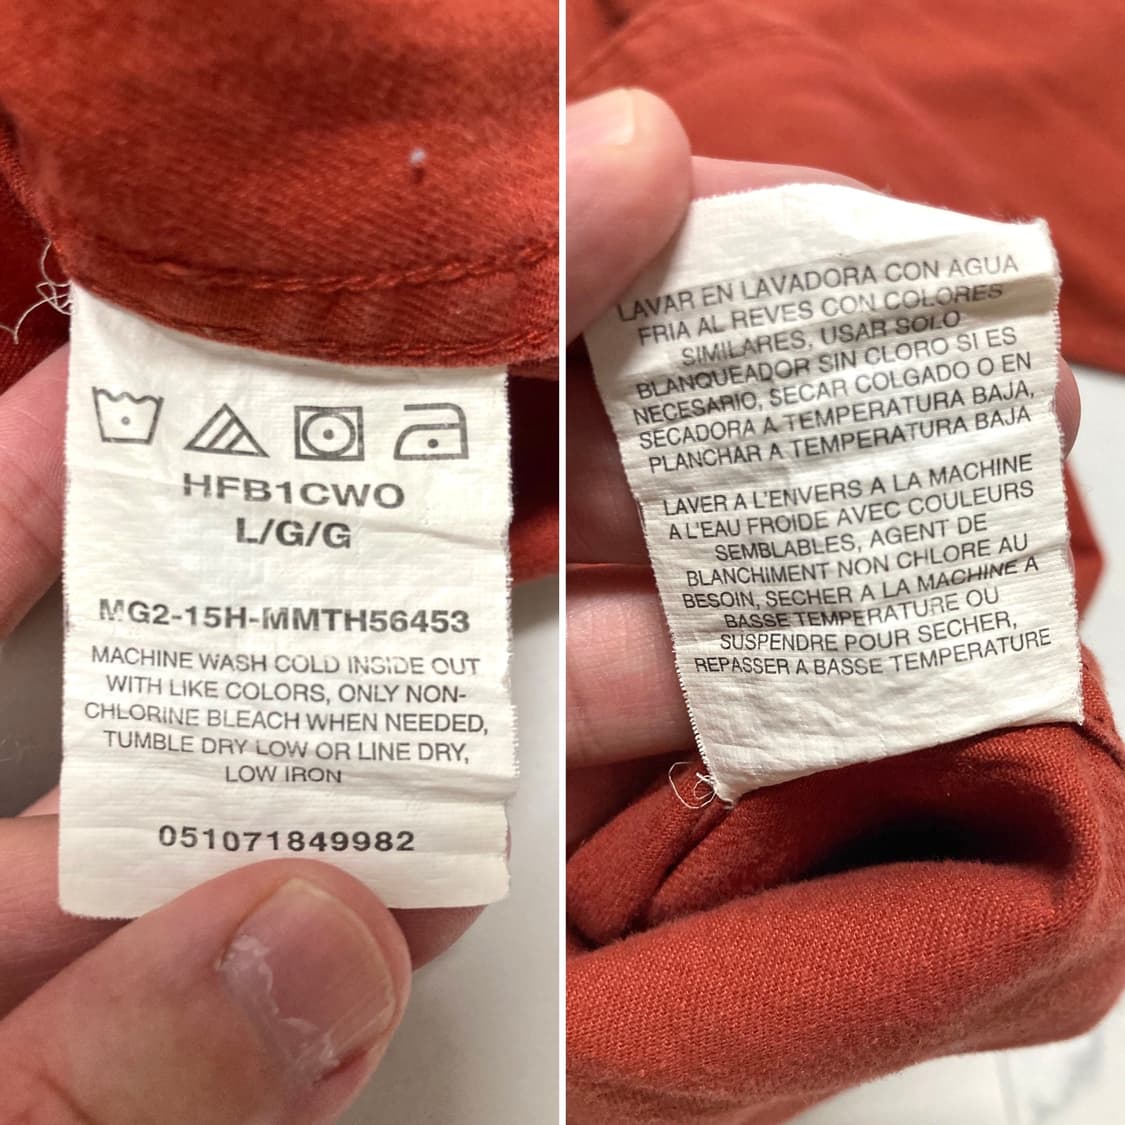 HFB1CWO
L/G/G
MG2-15H-MMTH56453
MACHINE WASH COLD INSIDE OUT
WITH LIKE COLORS, ONLY NON-
CHLORINE BLEACH WHEN NEEDED,
TUMBLE DRY LOW OR LINE DRY,
LOW IRON
051071849982
LAVAR EN LAVADORA CON AGUA
FRIA AL REVES CON COLORES
SIMILARES, USAR SOLO
BLANQUEADOR SIN CLORO SI ES
NECESARIO, SECAR COLGADO O EN
SECADORA A TEMPERATURA BAJA,
PLANCHAR A TEMPERATURA BAJA
LAVER A L'ENVERS A LA MACHINE
A L'EAU FROIDE AVEC COULEURS
SEMBLABLES, AGENT DE
BLANCHIMENT NON CHLORE AU
BESOIN, SECHER A LA MACHINE A
BASSE TEMPERATURE OU
SUSPENDRE POUR SECHER,
REPASSER A BASSE TEMPERATURE